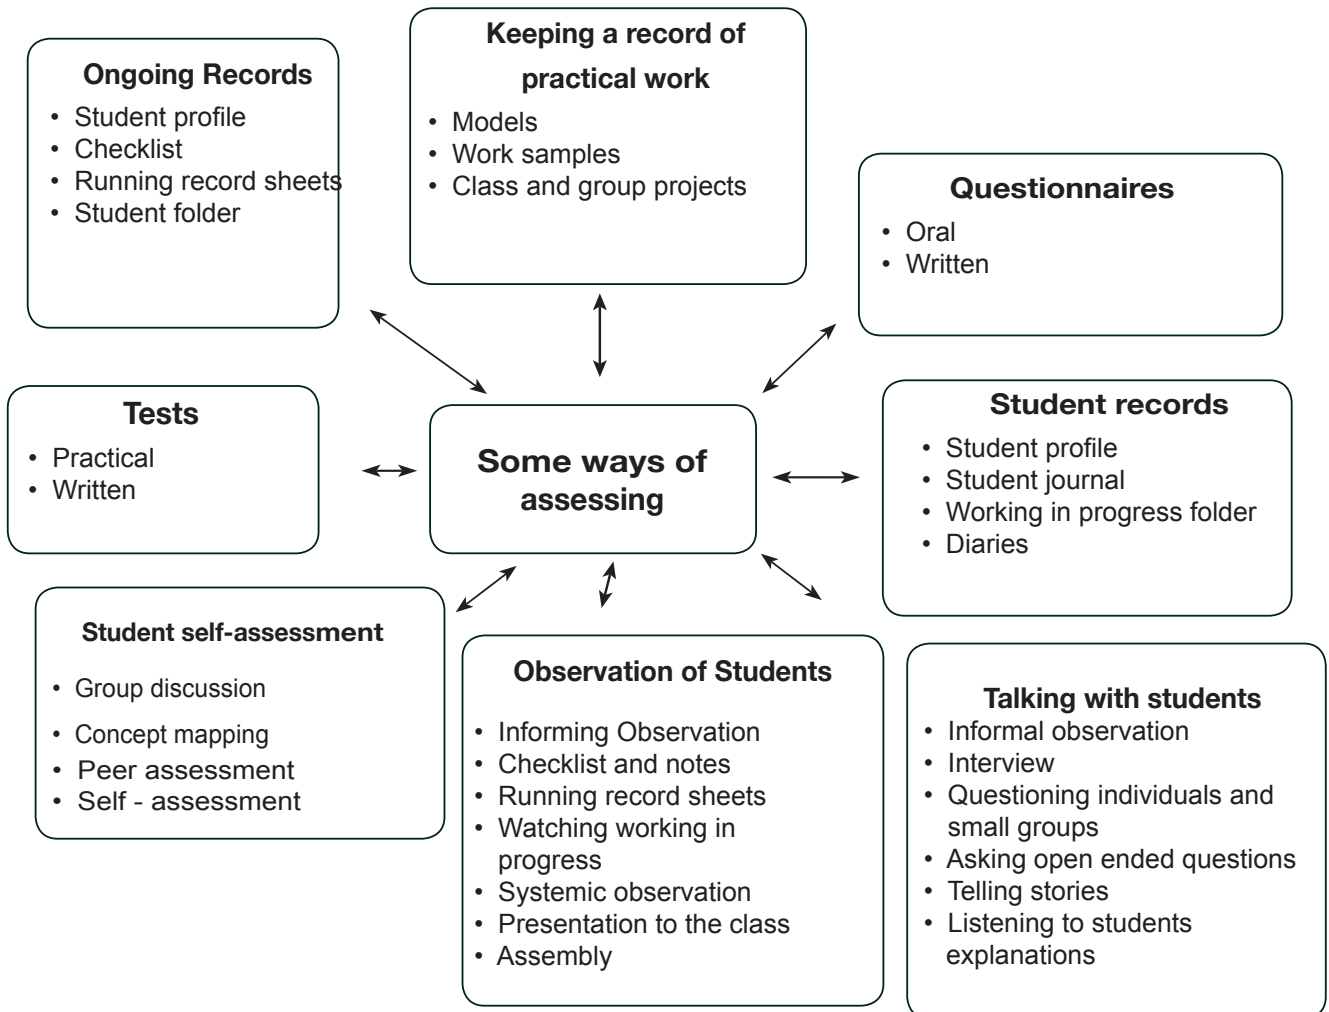 Keeping a record of
practical work
• Models
• Work samples
• Class and group projects
Ongoing Records
• Student profile
• Checklist
• Running record sheets
• Student folder
Questionnaires
• Oral
• Written
Tests
• Practical
• Written
Some ways of
assessing
Student records
• Student profile
• Student journal
• Working in progress folder
• Diaries
Student self-assessment
• Group discussion
• Concept mapping
• Peer assessment
• Self - assessment
Observation of Students
• Informing Observation
• Checklist and notes
• Running record sheets
• Watching working in
progress
• Systemic observation
• Presentation to the class
• Assembly
Talking with students
• Informal observation
• Interview
• Questioning individuals and
small groups
• Asking open ended questions
• Telling stories
• Listening to students
explanations